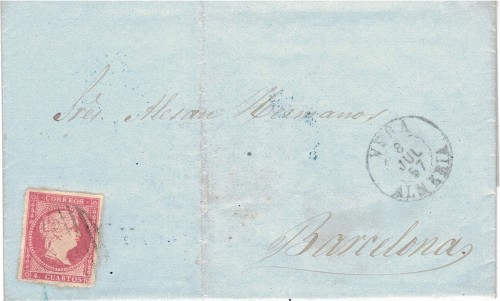 Sres. Alesan Hermanos
VERA
8
JUL
57
ALMERIA
CORREOS
4 CUARTOS
Barcelona